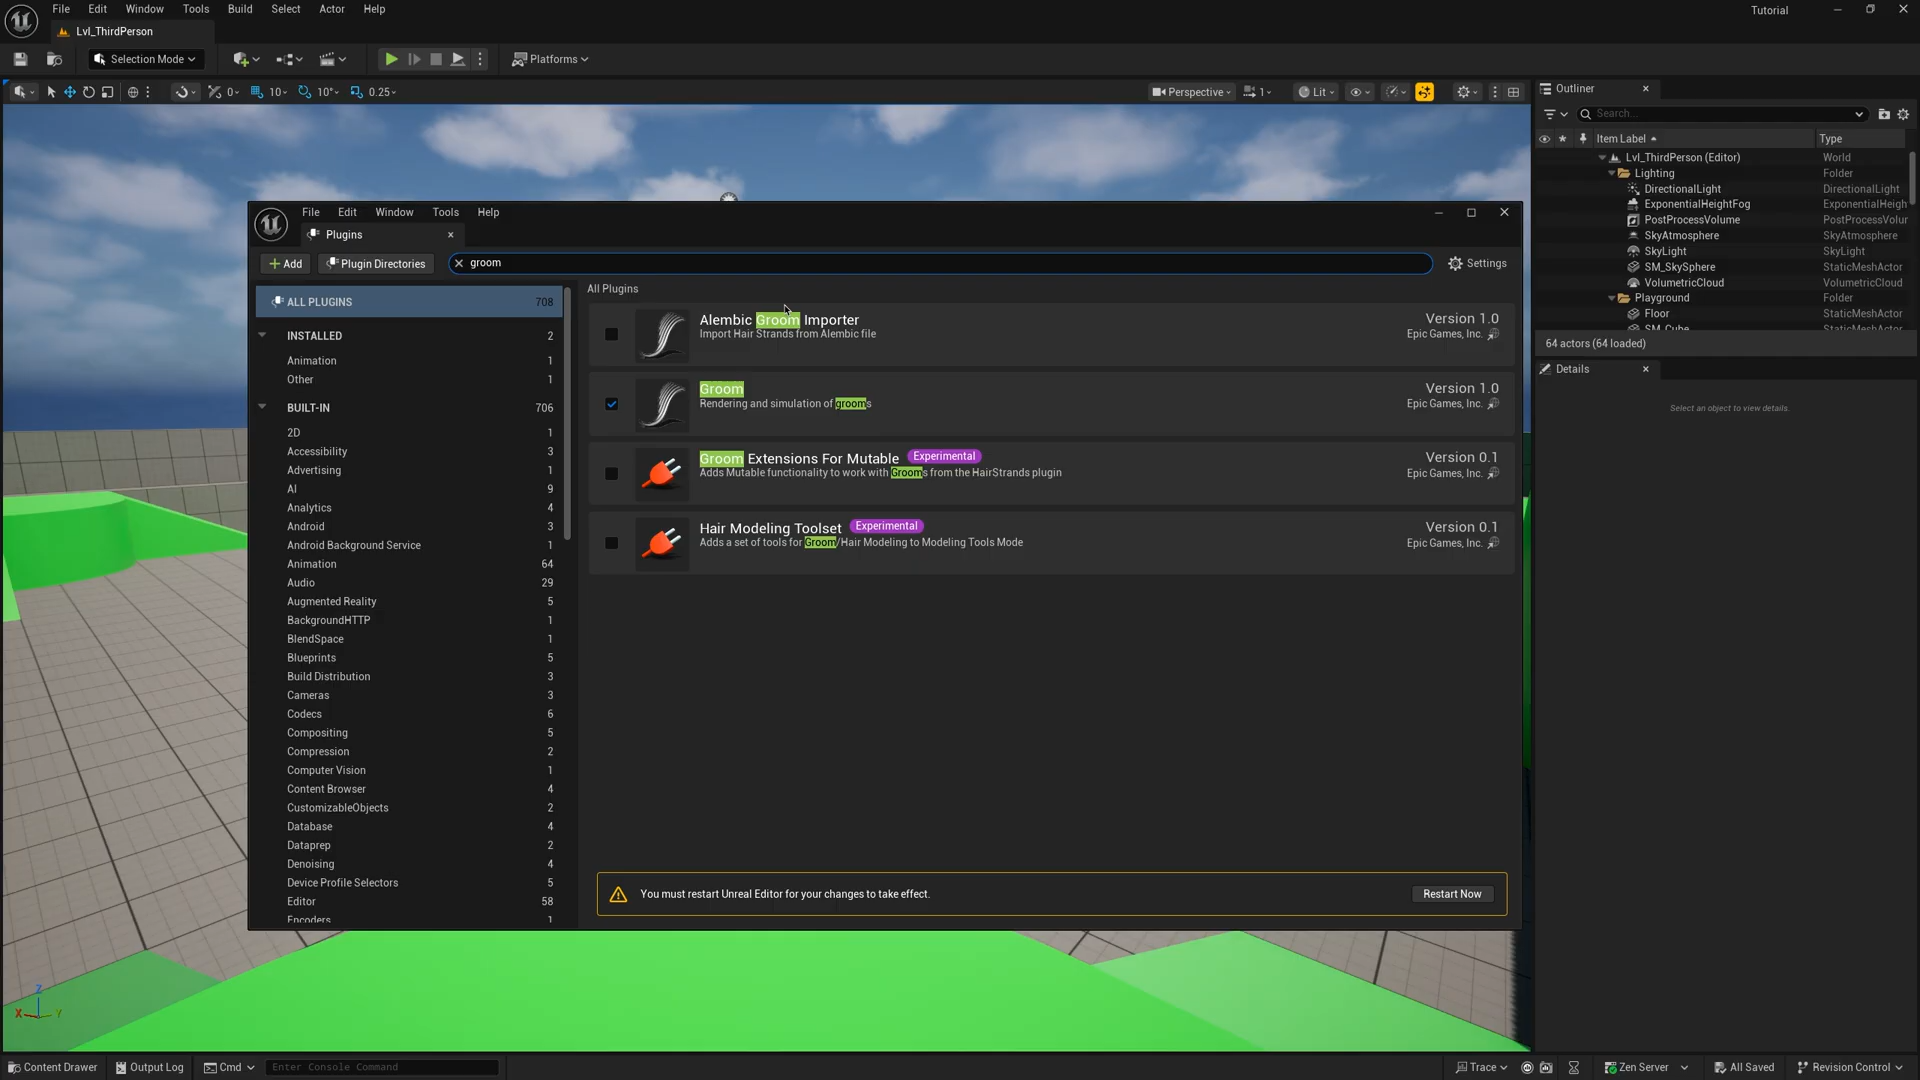 File Edit Window Tools Build Select Actor Help
Tutorial
Lvl_ThirdPerson
Selection Mode
Platforms
0 10 10° 0.25
Perspective 1 Lit
Outliner
Search...
Item Label Type
Lvl_ThirdPerson (Editor) World
Lighting Folder
DirectionalLight DirectionalLight
ExponentialHeightFog ExponentialHeigh
PostProcessVolume PostProcessVolur
SkyAtmosphere SkyAtmosphere
SkyLight SkyLight
SM_SkySphere StaticMeshActor
VolumetricCloud VolumetricCloud
Playground Folder
Floor StaticMeshActor
SM_Cube StaticMeshActor
64 actors (64 loaded)
Details
Select an object to view details.
File Edit Window Tools Help
Plugins
+ Add
Plugin Directories
groom
Settings
ALL PLUGINS 708
INSTALLED 2
Animation 1
Other 1
BUILT-IN 706
2D 1
Accessibility 3
Advertising 1
AI 9
Analytics 4
Android 3
Android Background Service 1
Animation 64
Audio 29
Augmented Reality 5
BackgroundHTTP 1
BlendSpace 1
Blueprints 5
Build Distribution 3
Cameras 3
Codecs 6
Compositing 5
Compression 2
Computer Vision 1
Content Browser 4
CustomizableObjects 2
Database 4
Dataprep 2
Denoising 4
Device Profile Selectors 5
Editor 58
Encoders 1
All Plugins
Alembic Groom Importer
Import Hair Strands from Alembic file
Version 1.0
Epic Games, Inc.
Groom
Rendering and simulation of grooms
Version 1.0
Epic Games, Inc.
Groom Extensions For Mutable Experimental
Adds Mutable functionality to work with Grooms from the HairStrands plugin
Version 0.1
Epic Games, Inc.
Hair Modeling Toolset Experimental
Adds a set of tools for Groom/Hair Modeling to Modeling Tools Mode
Version 0.1
Epic Games, Inc.
You must restart Unreal Editor for your changes to take effect.
Restart Now
Z
X Y
Content Drawer
Output Log
Cmd
Enter Console Command
Trace
Zen Server
All Saved
Revision Control